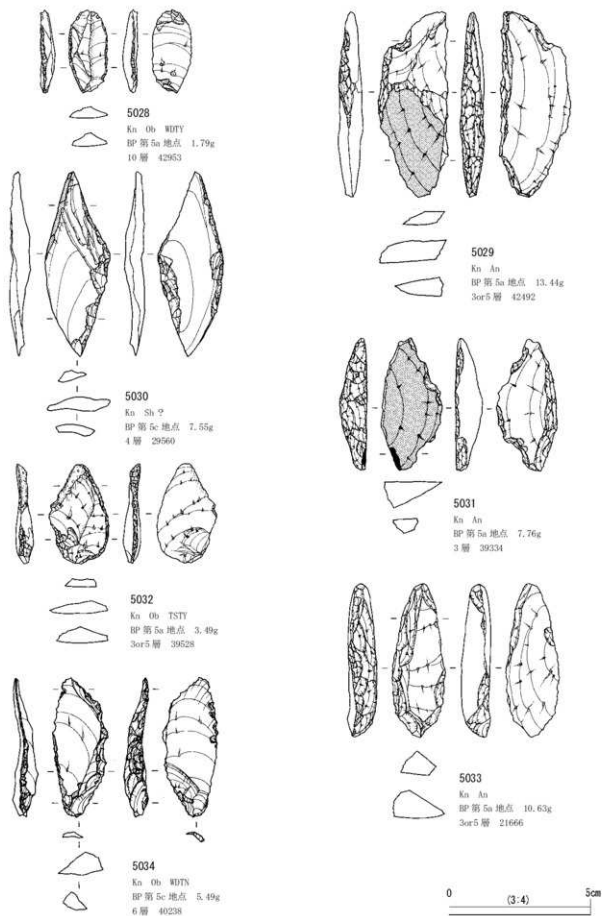 5028
Kn Ob WDTY
BP 第5a 地点 1.79g
10 層 42953
5029
Kn An
BP 第5a 地点 13.44g
3or5 層 42492
5030
Kn Sh ?
BP 第5c 地点 7.55g
4 層 29560
5031
Kn An
BP 第5a 地点 7.76g
3 層 39334
5032
Kn Ob TSTY
BP 第5a 地点 3.49g
3or5 層 39528
5033
Kn An
BP 第5a 地点 10.63g
3or5 層 21666
5034
Kn Ob WDTN
BP 第5c 地点 5.49g
6 層 40238
0 (3:4) 5cm